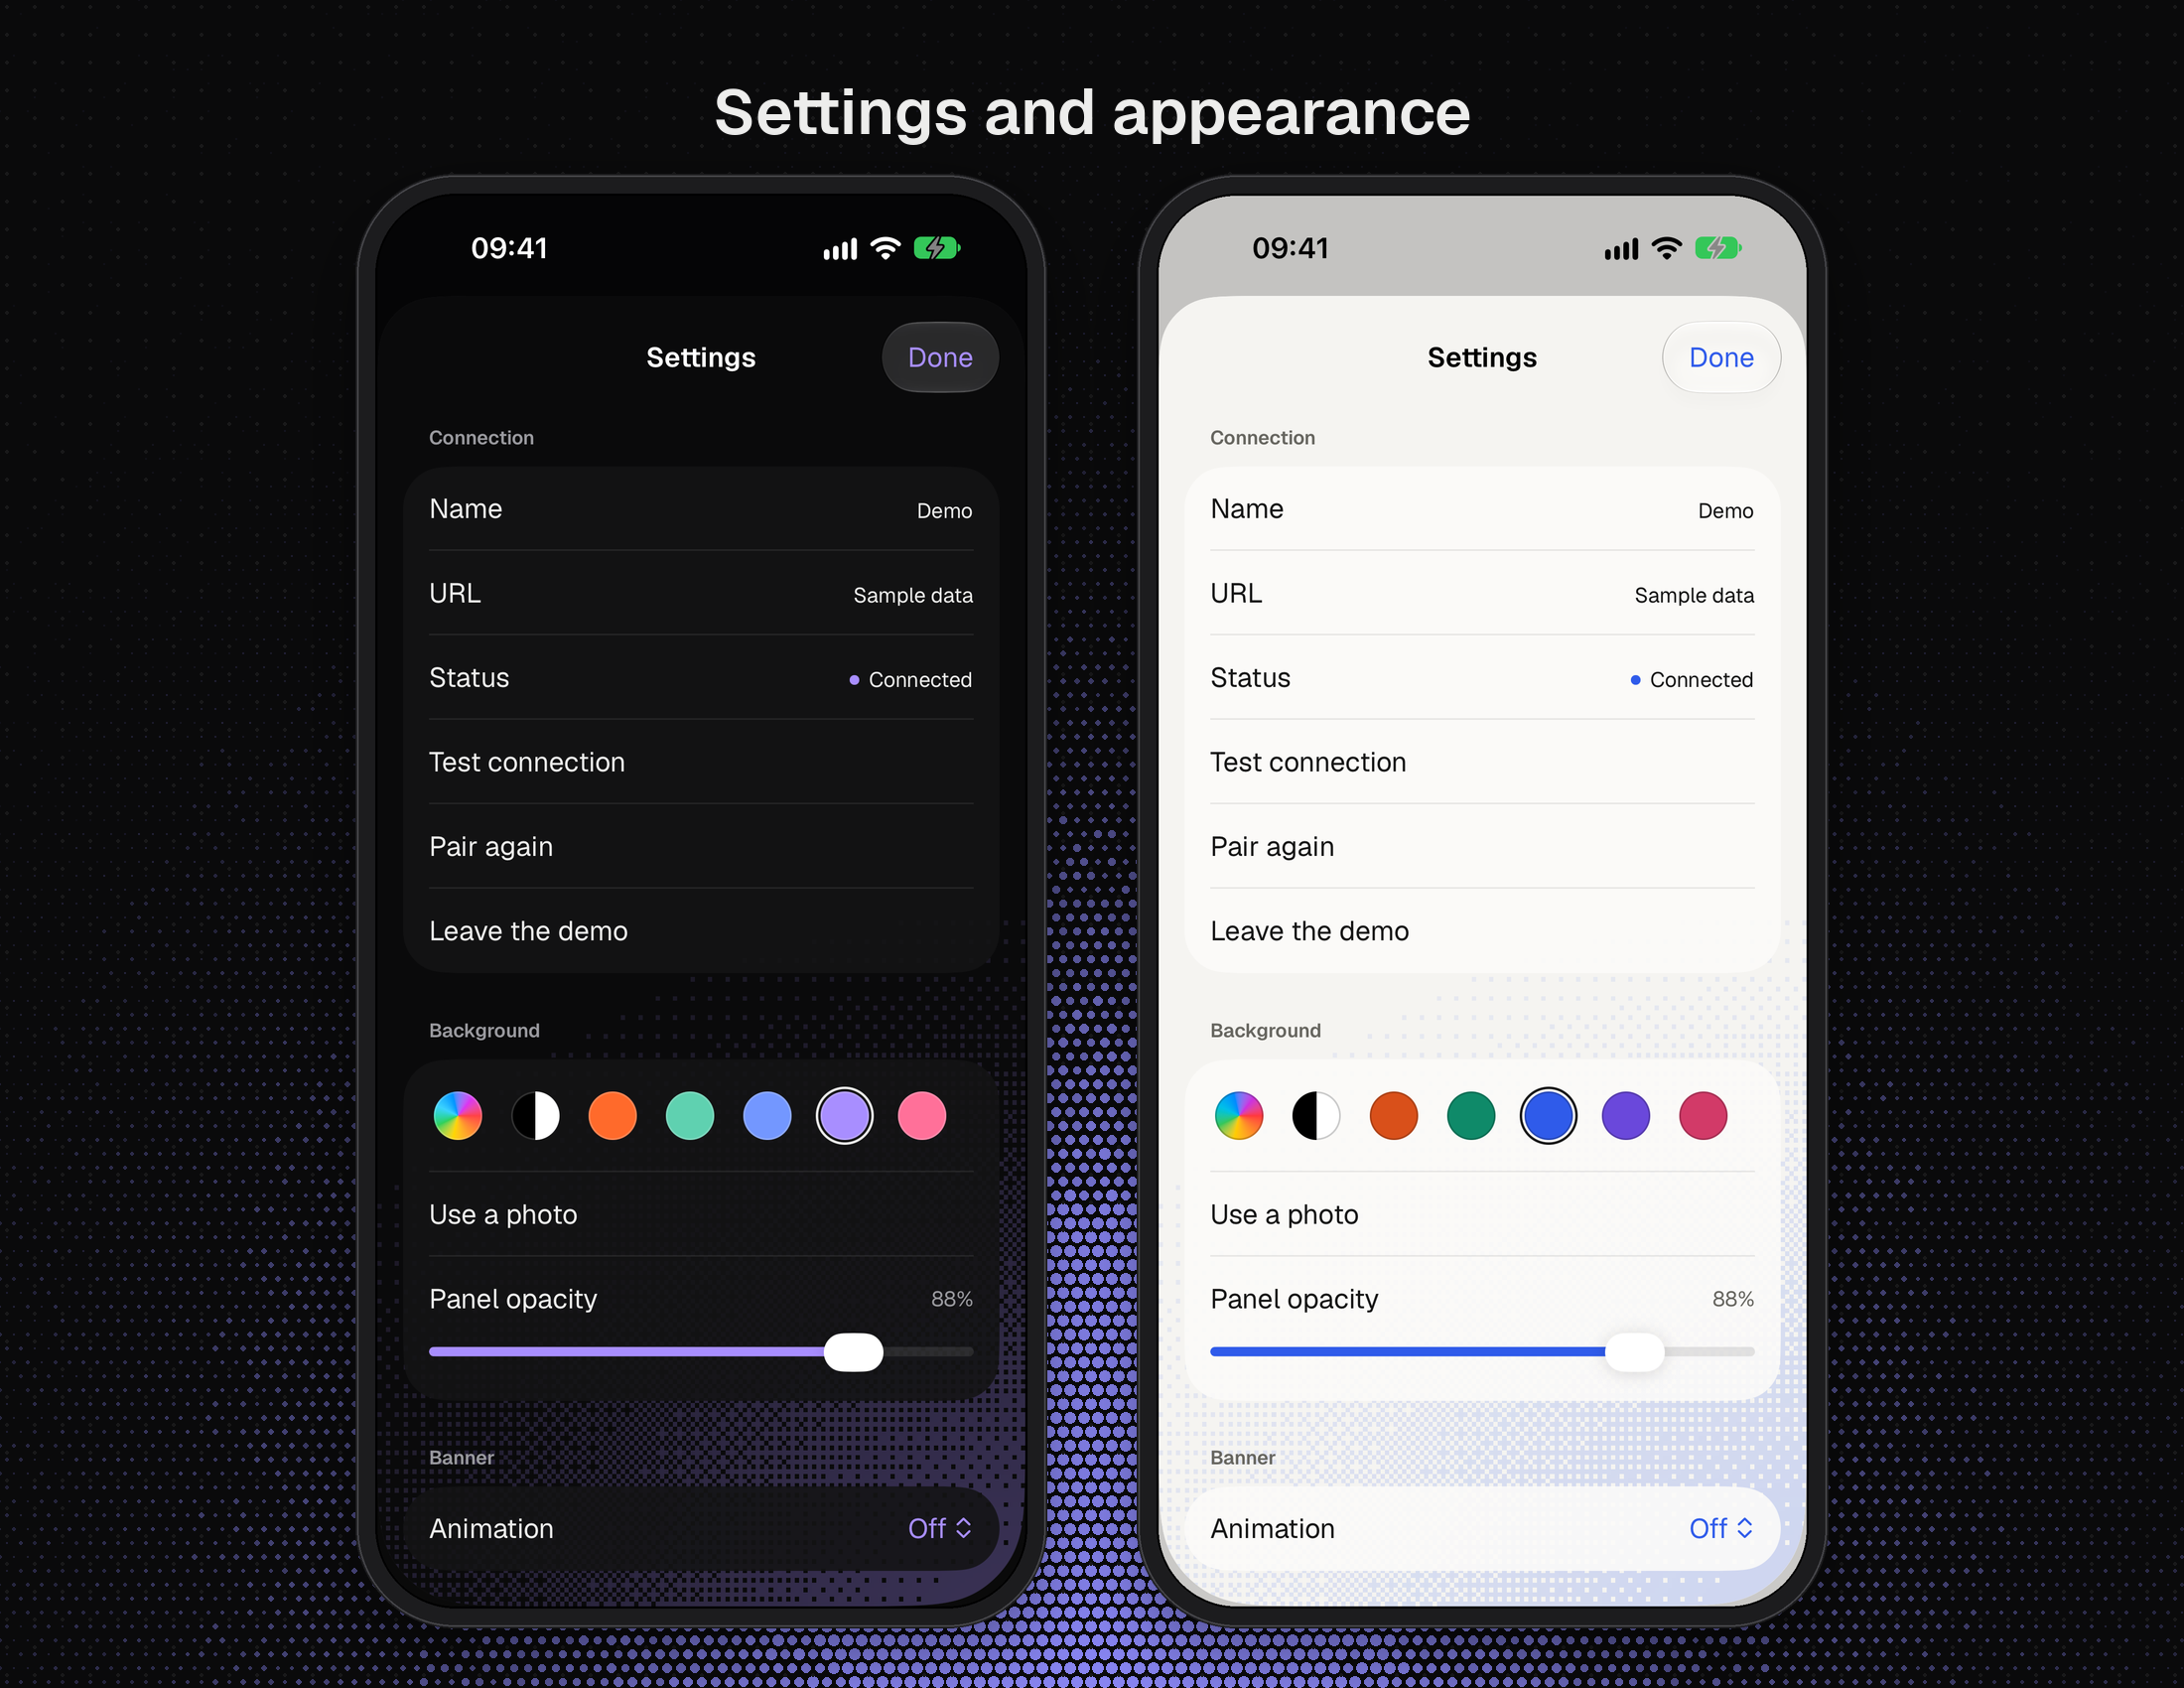 Settings and appearance
09:41
Settings
Done
Connection
Name
Demo
URL
Sample data
Status
Connected
Test connection
Pair again
Leave the demo
Background
Use a photo
Panel opacity
88%
Banner
Animation
Off
09:41
Settings
Done
Connection
Name
Demo
URL
Sample data
Status
Connected
Test connection
Pair again
Leave the demo
Background
Use a photo
Panel opacity
88%
Banner
Animation
Off